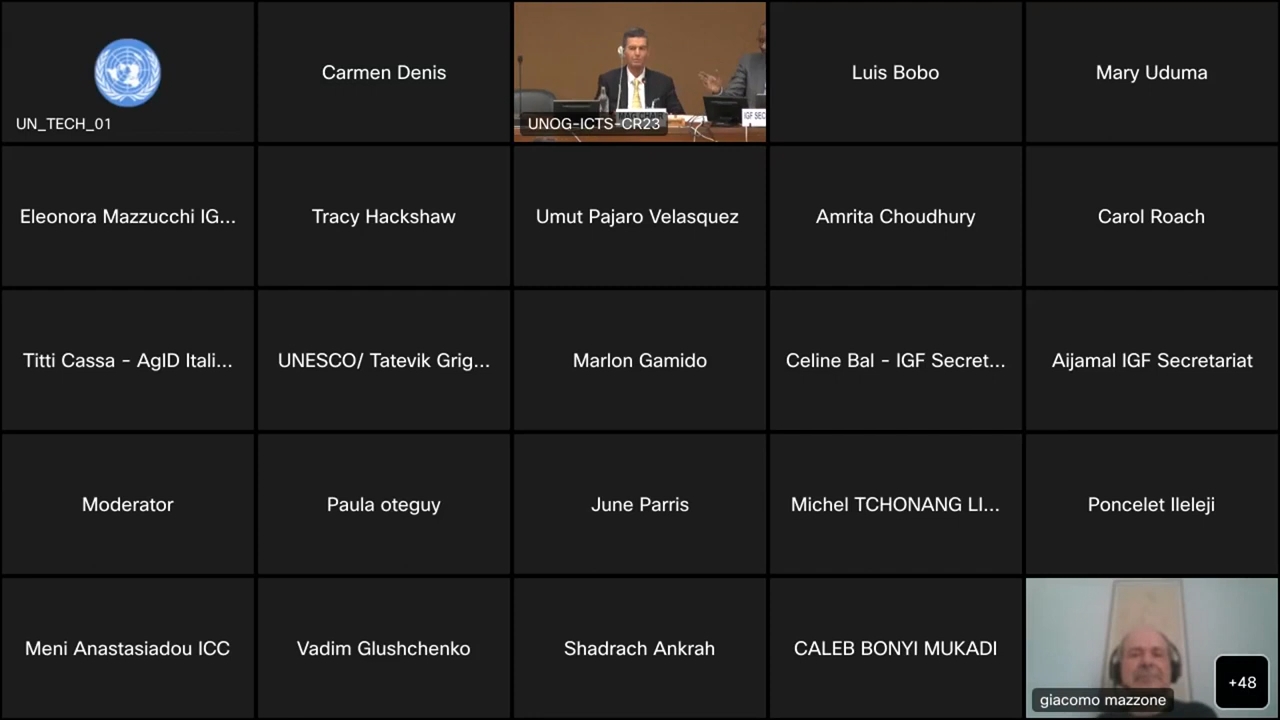 UN_TECH_01
Carmen Denis
UNOG-ICTS-CR23
IGF SEC
Luis Bobo
Mary Uduma
Eleonora Mazzucchi IG...
Tracy Hackshaw
Umut Pajaro Velasquez
Amrita Choudhury
Carol Roach
Titti Cassa - AgID Itali...
UNESCO/ Tatevik Grig...
Marlon Gamido
Celine Bal - IGF Secret...
Aijamal IGF Secretariat
Moderator
Paula oteguy
June Parris
Michel TCHONANG LI...
Poncelet Ileleji
Meni Anastasiadou ICC
Vadim Glushchenko
Shadrach Ankrah
CALEB BONYI MUKADI
giacomo mazzone
+48